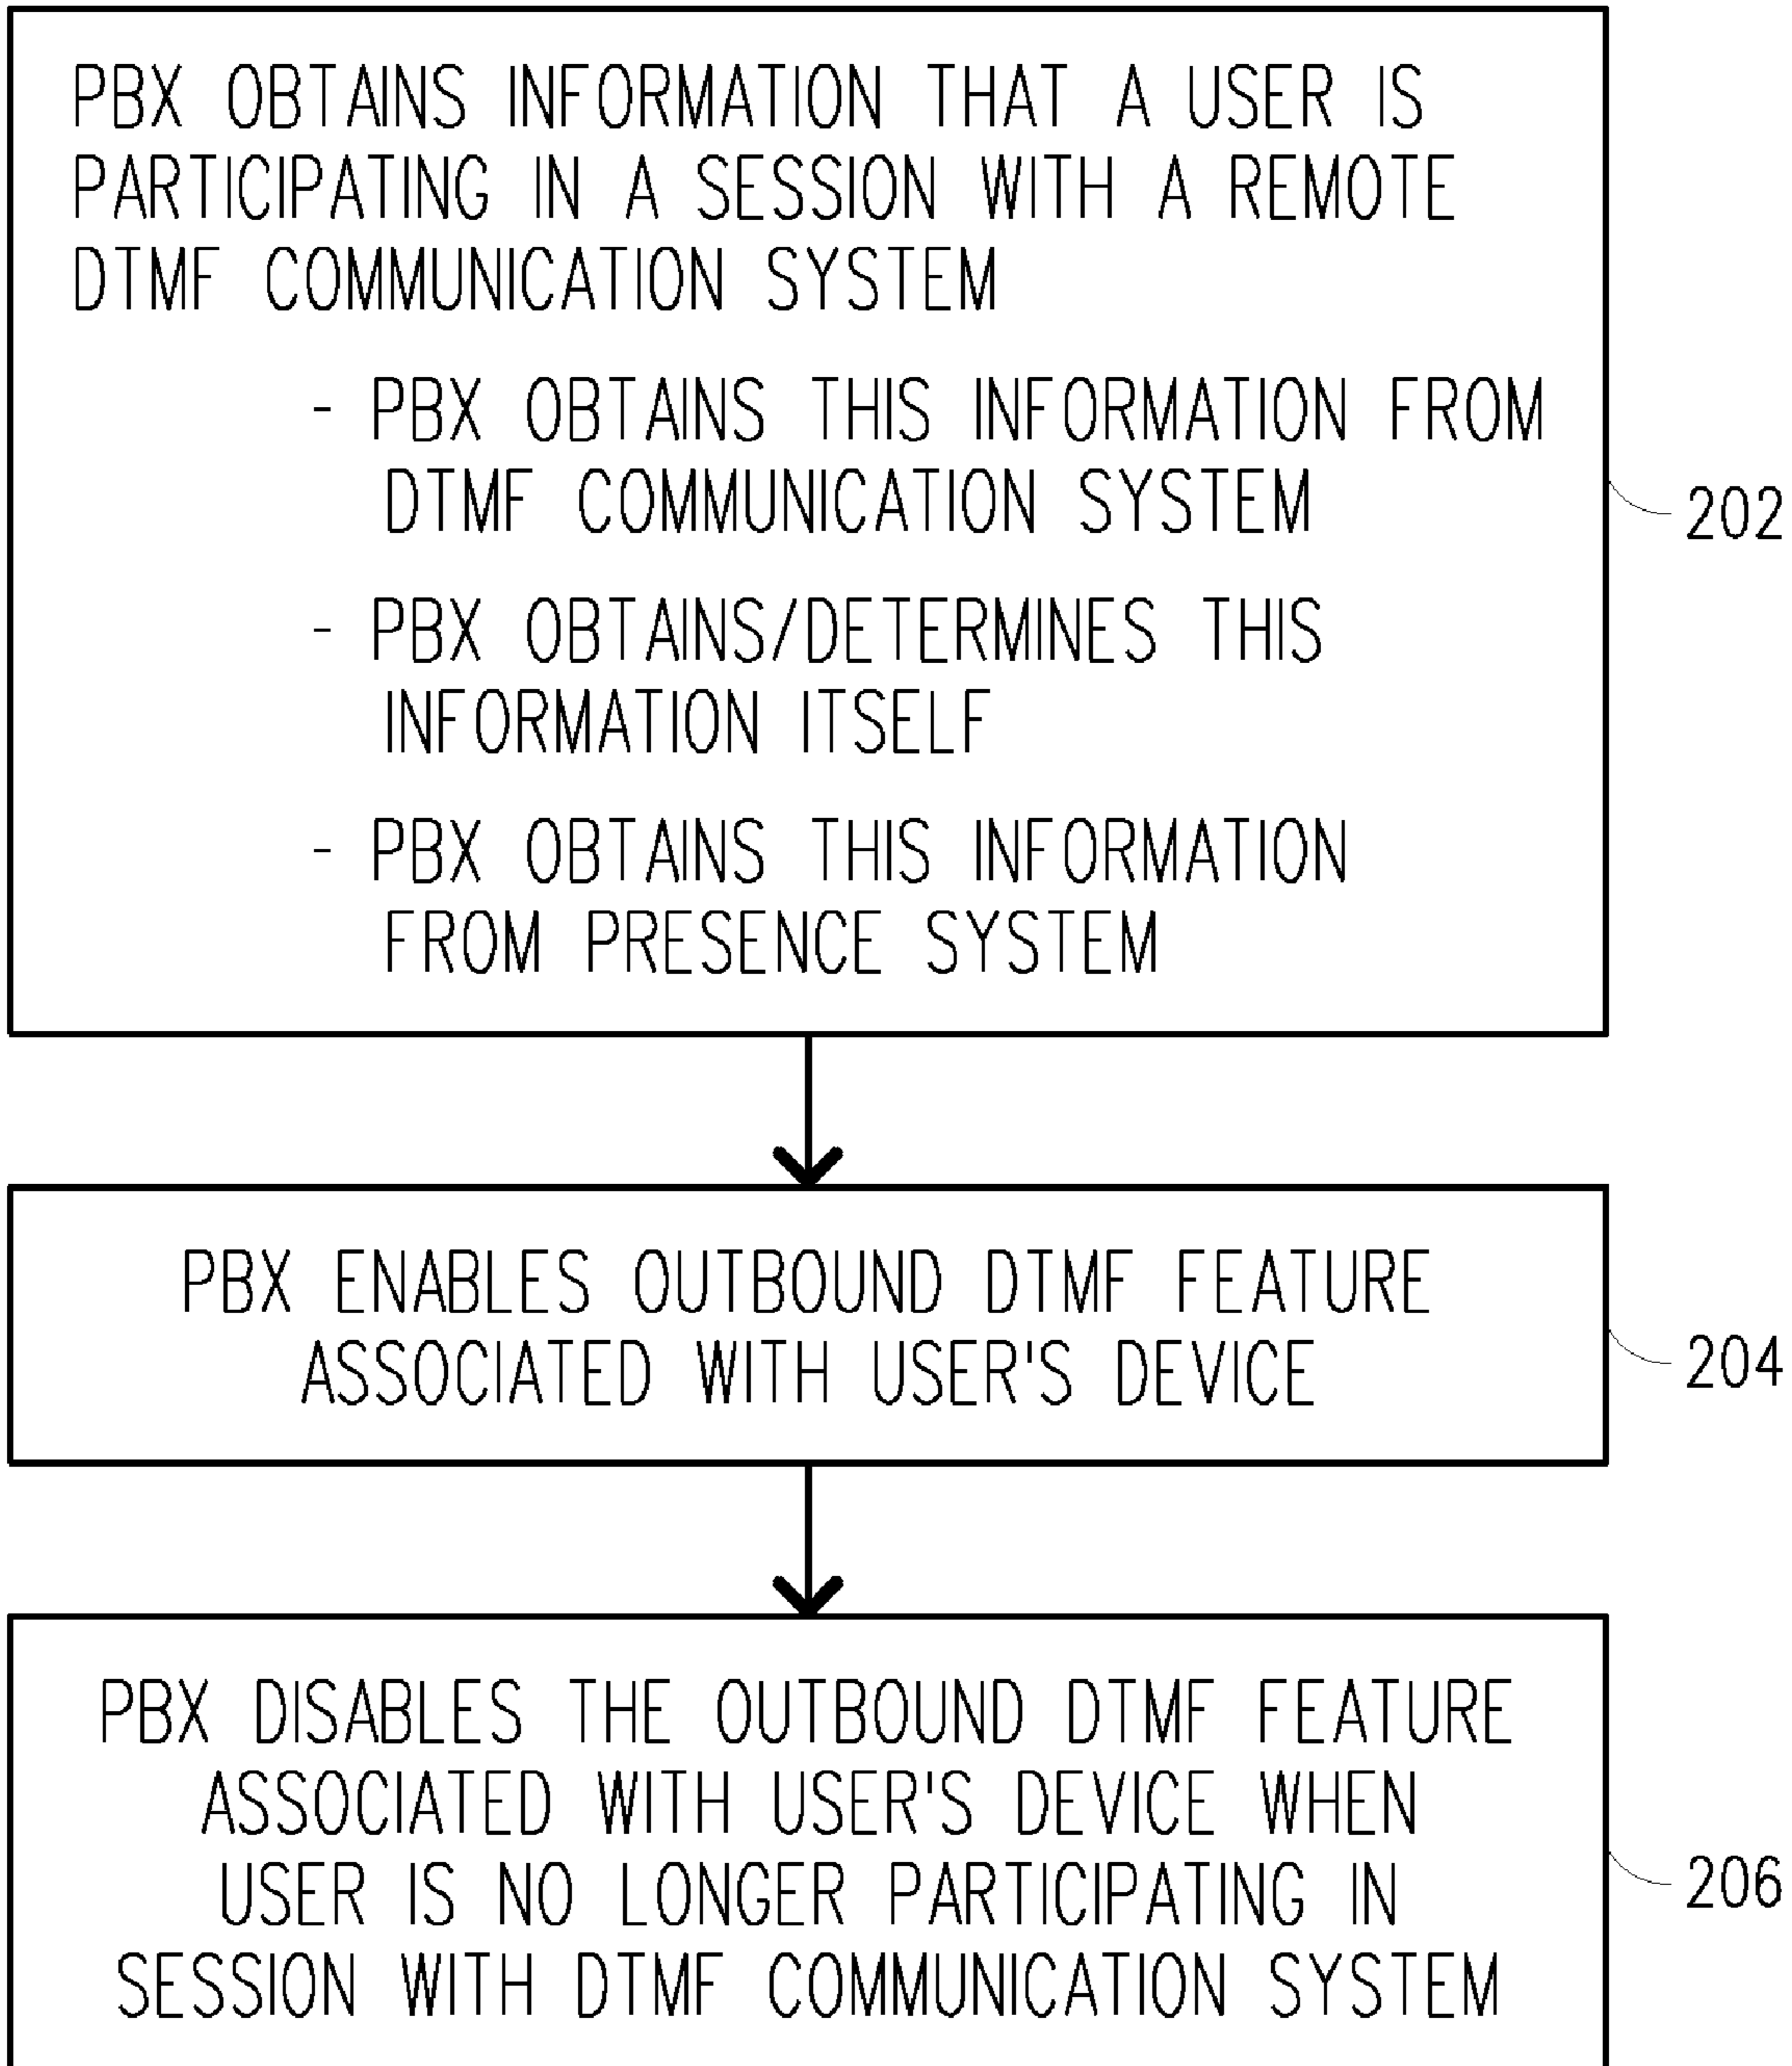 PBX OBTAINS INFORMATION THAT A USER IS
PARTICIPATING IN A SESSION WITH A REMOTE
DTMF COMMUNICATION SYSTEM
- PBX OBTAINS THIS INFORMATION FROM
DTMF COMMUNICATION SYSTEM
- PBX OBTAINS/DETERMINES THIS
INFORMATION ITSELF
- PBX OBTAINS THIS INFORMATION
FROM PRESENCE SYSTEM
202
PBX ENABLES OUTBOUND DTMF FEATURE
ASSOCIATED WITH USER'S DEVICE
204
PBX DISABLES THE OUTBOUND DTMF FEATURE
ASSOCIATED WITH USER'S DEVICE WHEN
USER IS NO LONGER PARTICIPATING IN
SESSION WITH DTMF COMMUNICATION SYSTEM
206